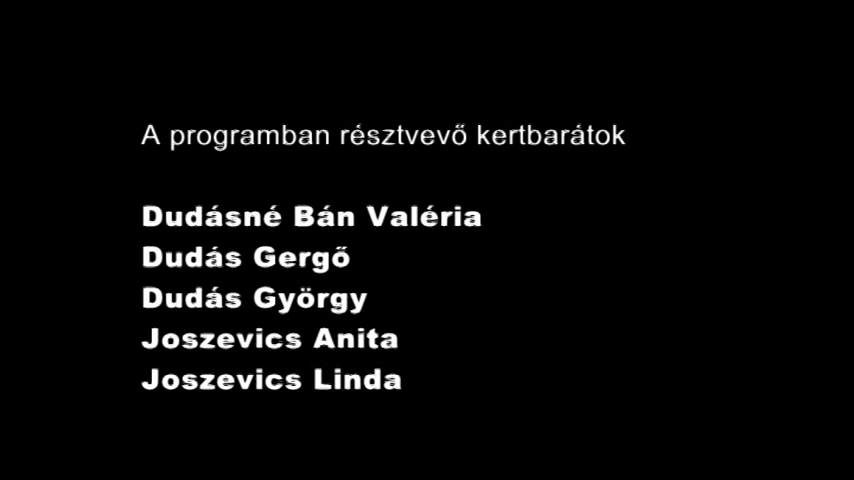 A programban résztvevő kertbarátok
Dudásné Bán Valéria
Dudás Gergő
Dudás György
Joszevics Anita
Joszevics Linda